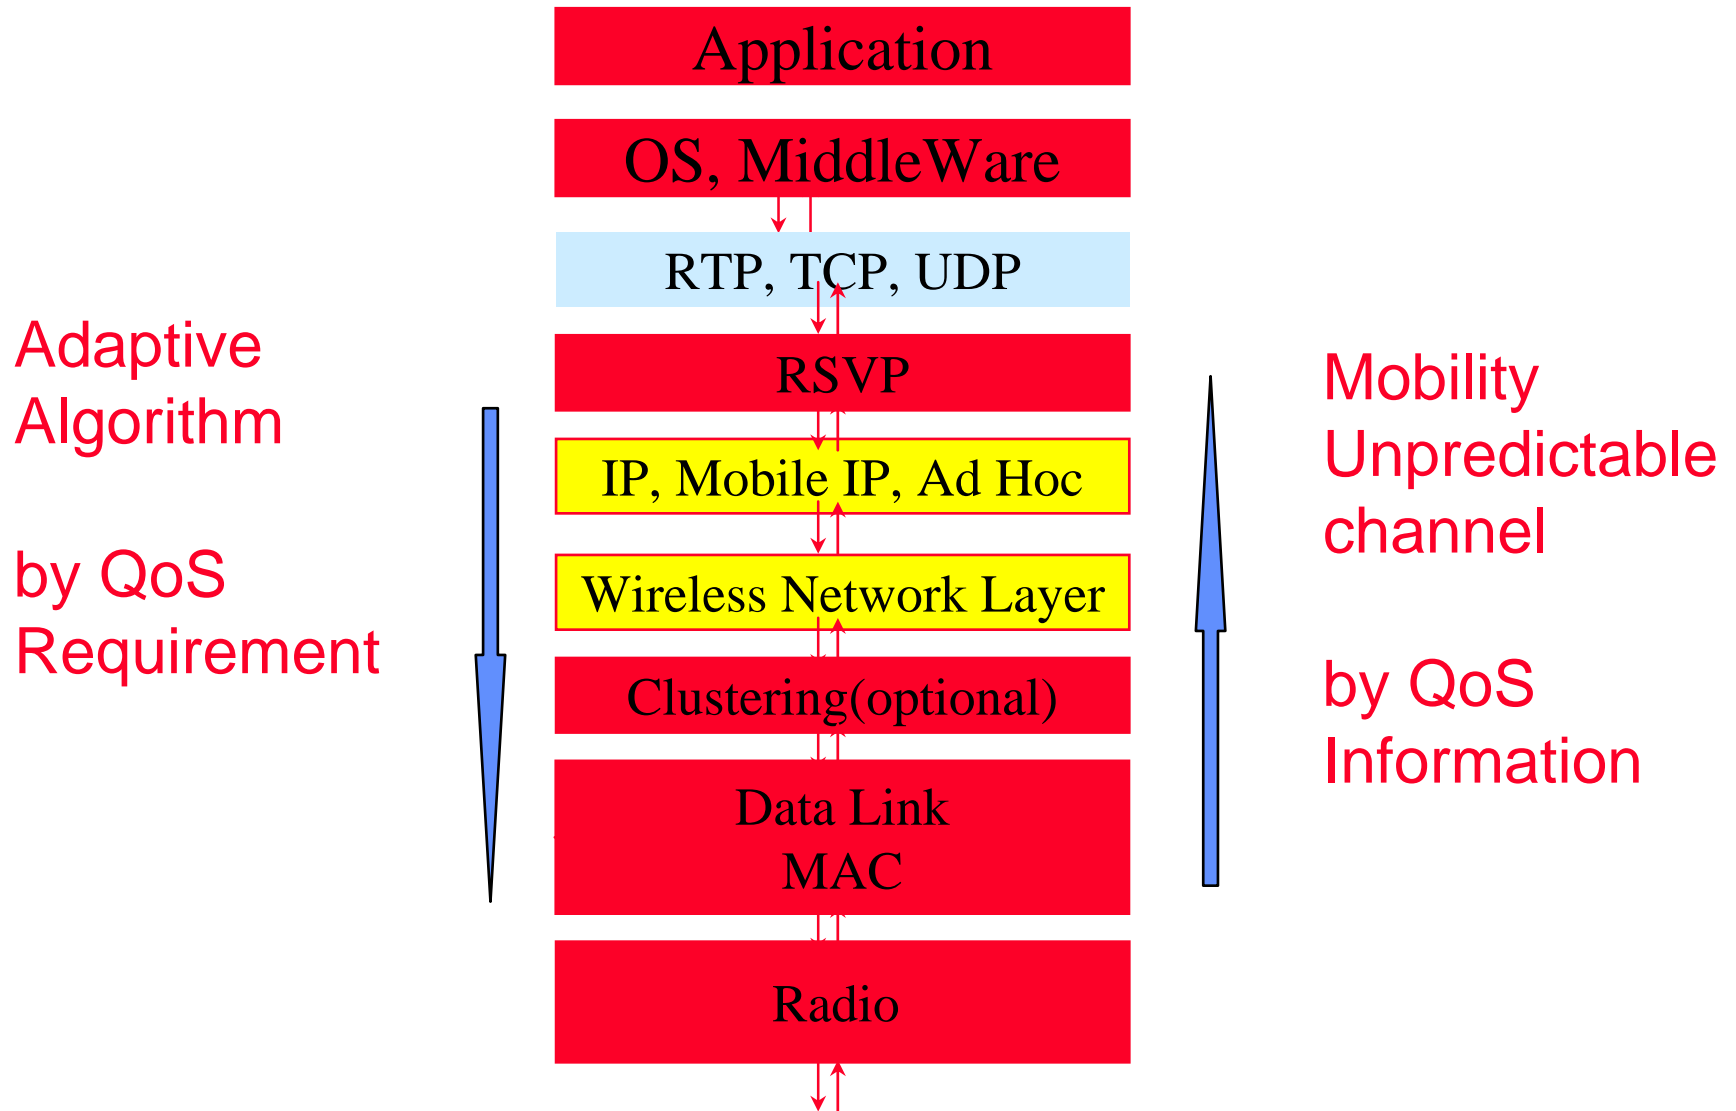 Application
OS, MiddleWare
RTP, TCP, UDP
RSVP
IP, Mobile IP, Ad Hoc
Wireless Network Layer
Clustering(optional)
Data Link
MAC
Radio
Adaptive
Algorithm
by QoS
Requirement
Mobility
Unpredictable
channel
by QoS
Information